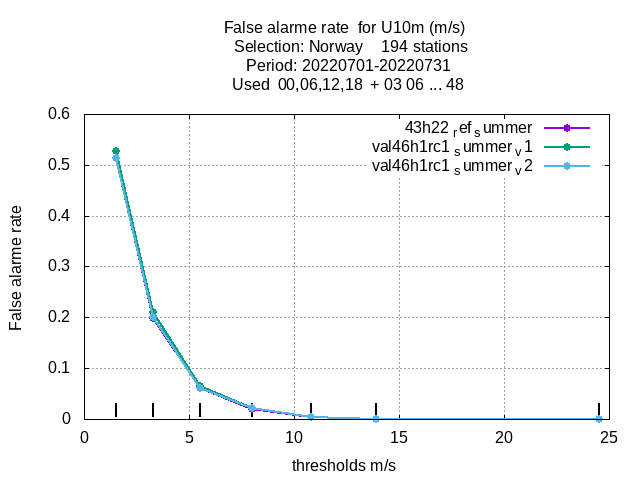 False alarme rate  for U10m (m/s)
Selection: Norway    194 stations
Period: 20220701-20220731
Used  00,06,12,18  + 03 06 ... 48
0.6
0.5
0.4
0.3
0.2
0.1
0
False alarme rate
43h22 ref summer
val46h1rc1 summer v1
val46h1rc1 summer v2
0 5 10 15 20 25
thresholds m/s